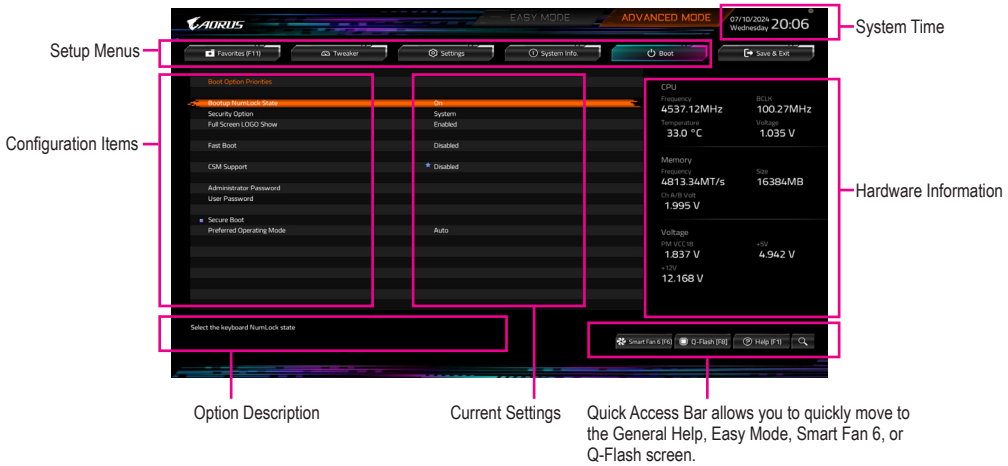 AORUS
EASY MODE
ADVANCED MODE
07/10/2024
Wednesday
20:06
System Time
Setup Menus
Favorites (F11)
Tweaker
Settings
System Info.
Boot
Save & Exit
Configuration Items
Boot Option Priorities
Bootup NumLock State On
Security Option System
Full Screen LOGO Show Enabled
Fast Boot Disabled
CSM Support Disabled
Administrator Password
User Password
Secure Boot
Preferred Operating Mode Auto
Hardware Information
CPU
Frequency BCLK
4537.12MHz 100.27MHz
Temperature Voltage
33.0 °C 1.035 V
Memory
Frequency Size
4813.34MT/s 16384MB
Ch A/B Volt
1.995 V
Voltage
PM VCC18 +5V
1.837 V 4.942 V
+12V
12.168 V
Select the keyboard NumLock state
Smart Fan 6 [F6]
Q-Flash [F8]
Help [F1]
Option Description
Current Settings
Quick Access Bar allows you to quickly move to
the General Help, Easy Mode, Smart Fan 6, or
Q-Flash screen.